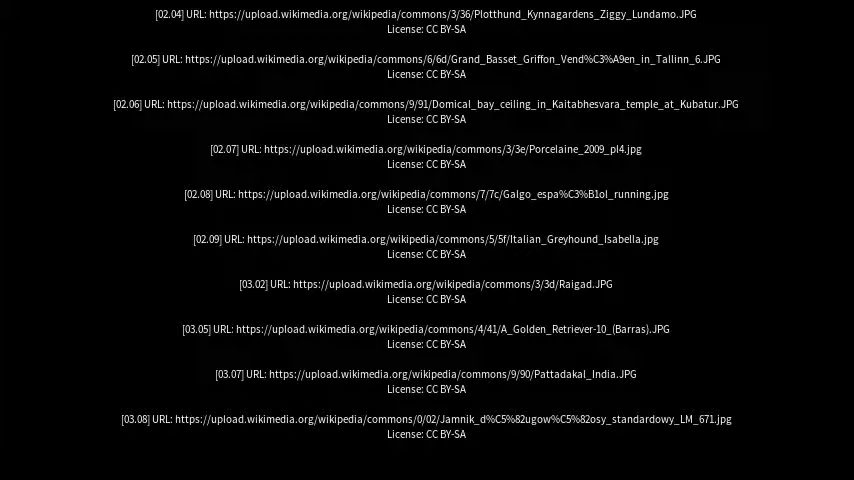 [02.04] URL: https://upload.wikimedia.org/wikipedia/commons/3/36/Plotthund_Kynnagardens_Ziggy_Lundamo.JPG
License: CC BY-SA
[02.05] URL: https://upload.wikimedia.org/wikipedia/commons/6/6d/Grand_Basset_Griffon_Vend%C3%A9en_in_Tallinn_6.JPG
License: CC BY-SA
[02.06] URL: https://upload.wikimedia.org/wikipedia/commons/9/91/Domical_bay_ceiling_in_Kaitabhesvara_temple_at_Kubatur.JPG
License: CC BY-SA
[02.07] URL: https://upload.wikimedia.org/wikipedia/commons/3/3e/Porcelaine_2009_pl4.jpg
License: CC BY-SA
[02.08] URL: https://upload.wikimedia.org/wikipedia/commons/7/7c/Galgo_espa%C3%B1ol_running.jpg
License: CC BY-SA
[02.09] URL: https://upload.wikimedia.org/wikipedia/commons/5/5f/Italian_Greyhound_Isabella.jpg
License: CC BY-SA
[03.02] URL: https://upload.wikimedia.org/wikipedia/commons/3/3d/Raigad.JPG
License: CC BY-SA
[03.05] URL: https://upload.wikimedia.org/wikipedia/commons/4/41/A_Golden_Retriever-10_(Barras).JPG
License: CC BY-SA
[03.07] URL: https://upload.wikimedia.org/wikipedia/commons/9/90/Pattadakal_India.JPG
License: CC BY-SA
[03.08] URL: https://upload.wikimedia.org/wikipedia/commons/0/02/Jamnik_d%C5%82ugow%C5%82osy_standardowy_LM_671.jpg
License: CC BY-SA